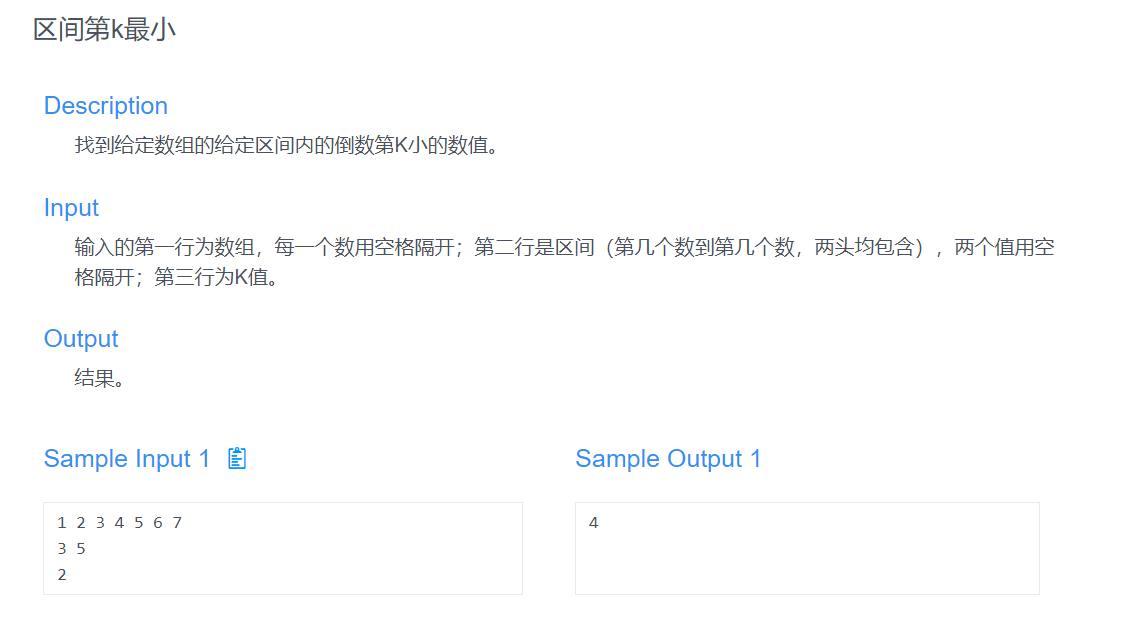 区间第k最小
Description
找到给定数组的给定区间内的倒数第K小的数值。
Input
输入的第一行为数组，每一个数用空格隔开；第二行是区间（第几个数到第几个数，两头均包含），两个值用空
格隔开；第三行为K值。
Output
结果。
Sample Input 1
Sample Output 1
1 2 3 4 5 6 7
3 5
2
4